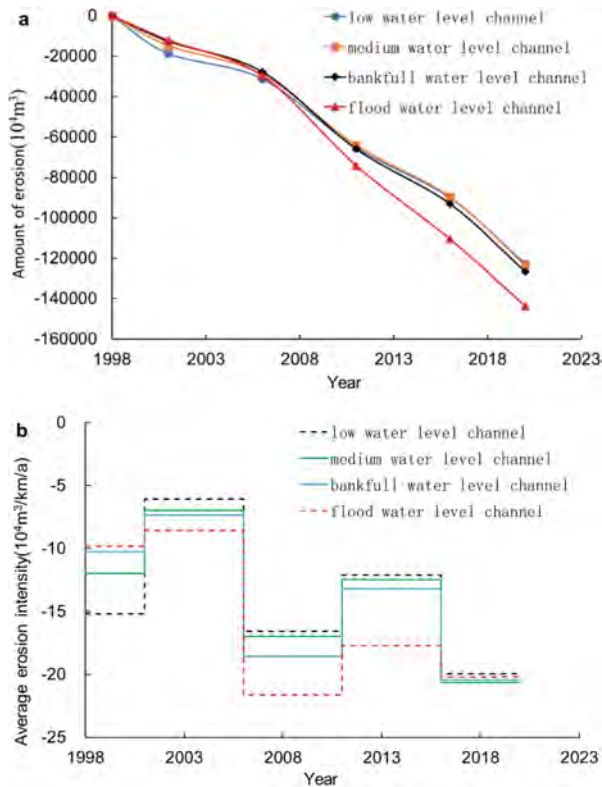 a
0
-20000
-40000
-60000
-80000
-100000
-120000
-140000
-160000
Amount of erosion(10⁴m³)
low water level channel
medium water level channel
bankfull water level channel
flood water level channel
1998 2003 2008 2013 2018 2023
Year
b
0
-5
-10
-15
-20
-25
Average erosion intensity(10⁴m³/km/a)
low water level channel
medium water level channel
bankfull water level channel
flood water level channel
1998 2003 2008 2013 2018 2023
Year